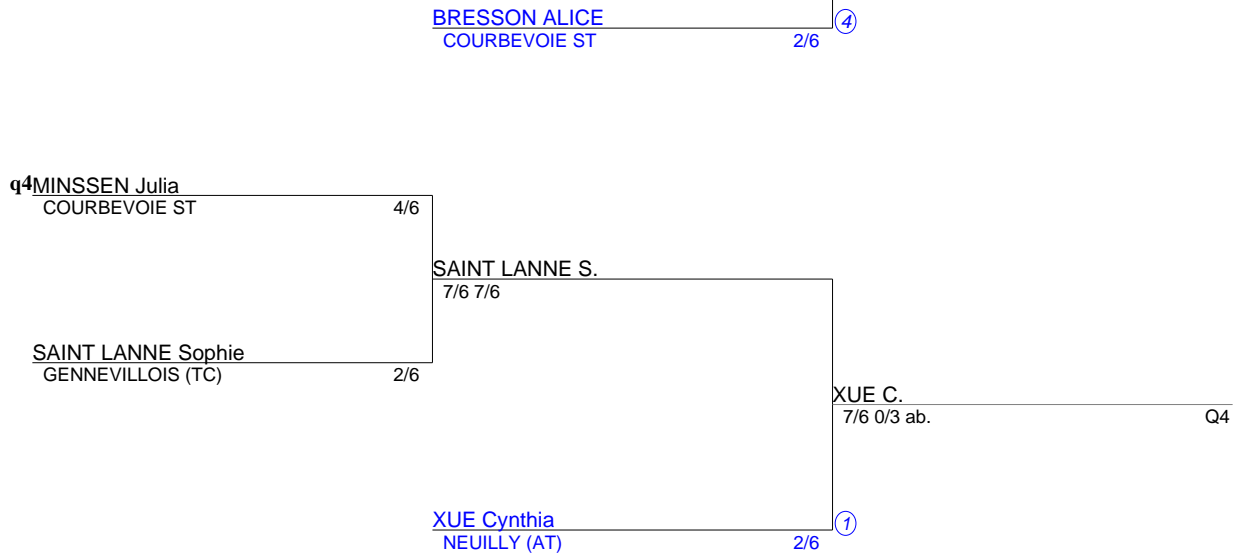 BRESSON ALICE
COURBEVOIE ST 2/6 4
q4 MINSSEN Julia
COURBEVOIE ST 4/6
SAINT LANNE S.
7/6 7/6
SAINT LANNE Sophie
GENNEVILLOIS (TC) 2/6
XUE C.
7/6 0/3 ab. Q4
XUE Cynthia 1
NEUILLY (AT) 2/6